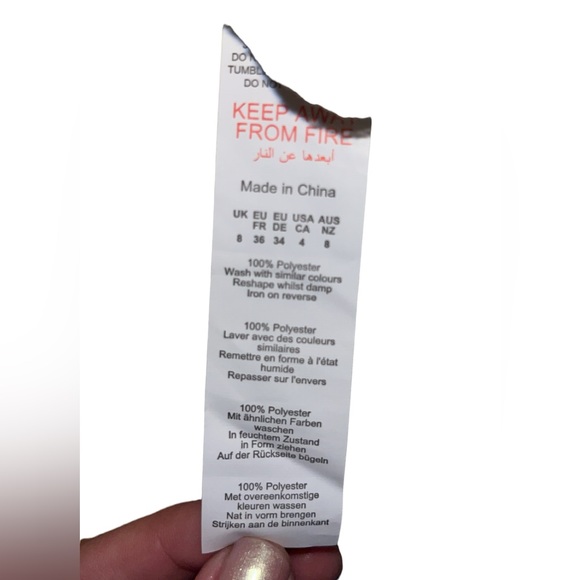 DO
TUMBL
DO NO
KEEP AWAY
FROM FIRE
أبعدها عن النار
Made in China
UK EU EU USA AUS
FR DE CA NZ
8 36 34 4 8
100% Polyester
Wash with similar colours
Reshape whilst damp
Iron on reverse
100% Polyester
Laver avec des couleurs
similaires
Remettre en forme à l'état
humide
Repasser sur l'envers
100% Polyester
Mit ähnlichen Farben
waschen
In feuchtem Zustand
in Form ziehen
Auf der Rückseite bügeln
100% Polyester
Met overeenkomstige
kleuren wassen
Nat in vorm brengen
Strijken aan de binnenkant